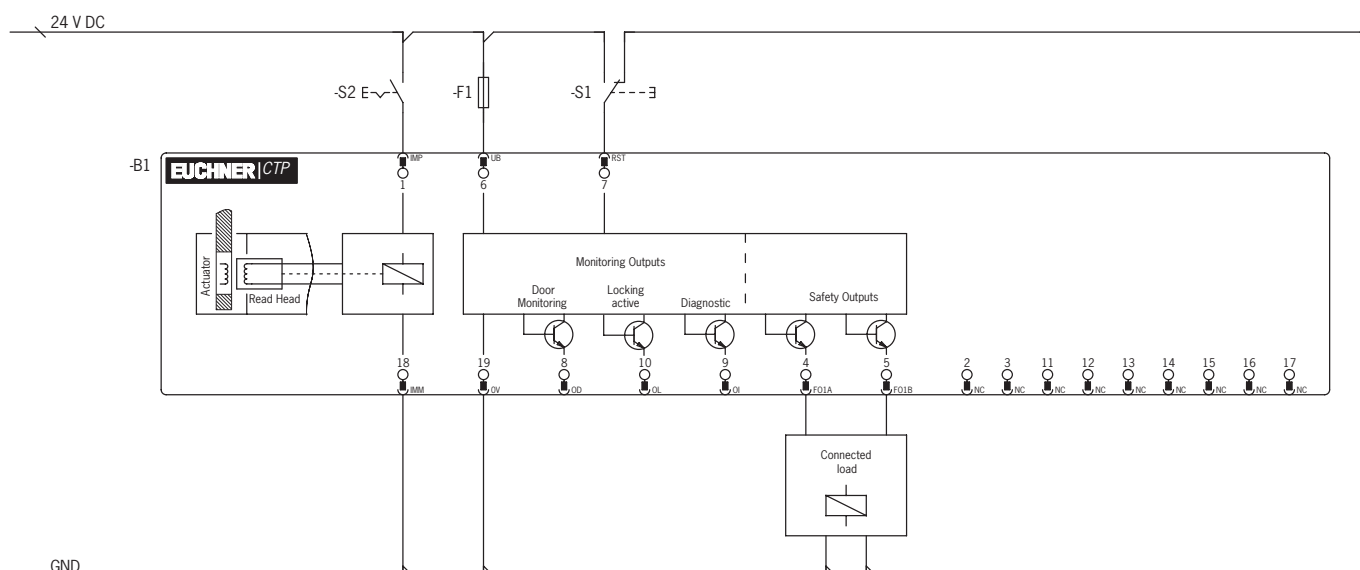 24 V DC
-S2
-F1
-S1
-B1
EUCHNER CTP
IMP
UB
RST
1
6
7
Actuator
Read Head
Monitoring Outputs
Door
Monitoring
Locking
active
Diagnostic
Safety Outputs
18
19
8
10
9
4
5
2
3
11
12
13
14
15
16
17
IMM
0V
OD
OL
OI
FO1A
FO1B
NC
NC
NC
NC
NC
NC
NC
NC
NC
Connected
load
GND